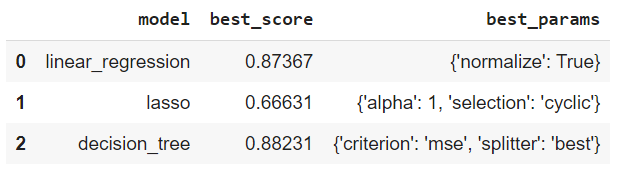 model best_score best_params
0 linear_regression 0.87367 {'normalize': True}
1 lasso 0.66631 {'alpha': 1, 'selection': 'cyclic'}
2 decision_tree 0.88231 {'criterion': 'mse', 'splitter': 'best'}